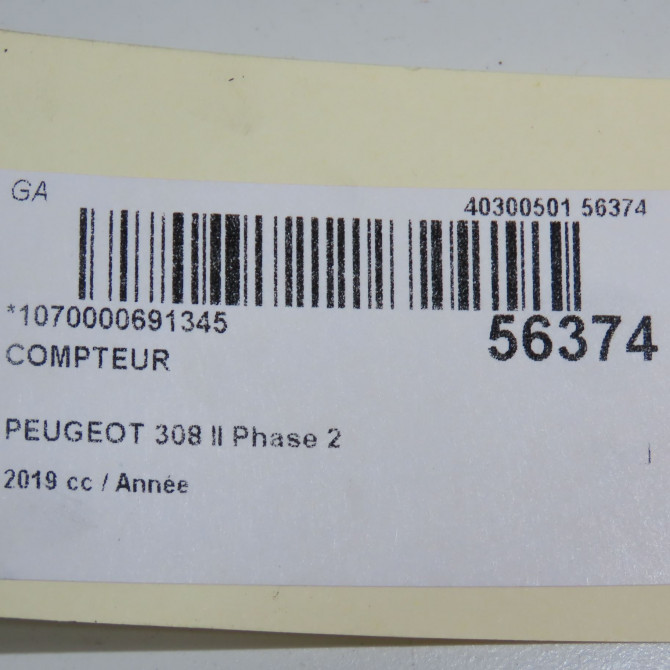 GA
40300501 56374
*1070000691345
56374
COMPTEUR
PEUGEOT 308 II Phase 2
2019 cc / Année